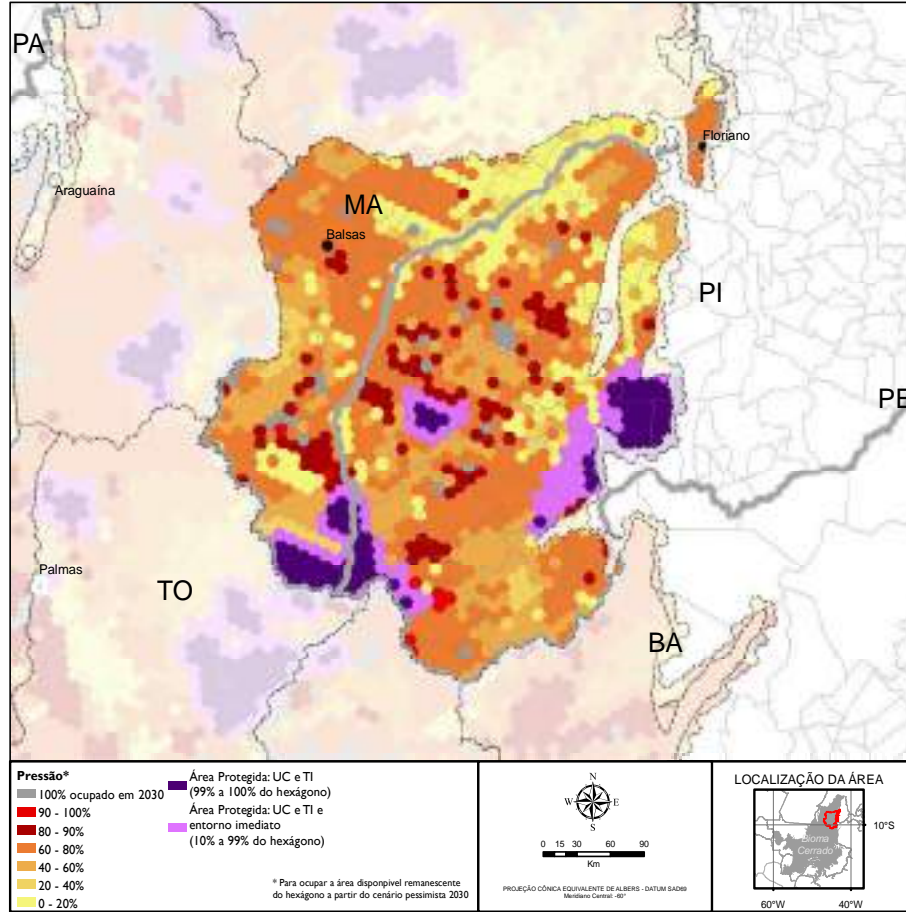 PA
Floriano
Araguaína
MA
Balsas
PI
PE
Palmas
TO
BA
Pressão*
100% ocupado em 2030
90 - 100%
80 - 90%
60 - 80%
40 - 60%
20 - 40%
0 - 20%
Área Protegida: UC e TI
(99% a 100% do hexágono)
Área Protegida: UC e TI e
entorno imediato
(10% a 99% do hexágono)
* Para ocupar a área disponipvel remanescente
do hexágono a partir do cenário pessimista 2030
N
W E
S
0 15 30 60 90
Km
PROJEÇÃO CÔNICA EQUIVALENTE DE ALBERS - DATUM SAD69
Meridiano Central: -60°
LOCALIZAÇÃO DA ÁREA
Bioma
Cerrado
10°S
60°W 40°W